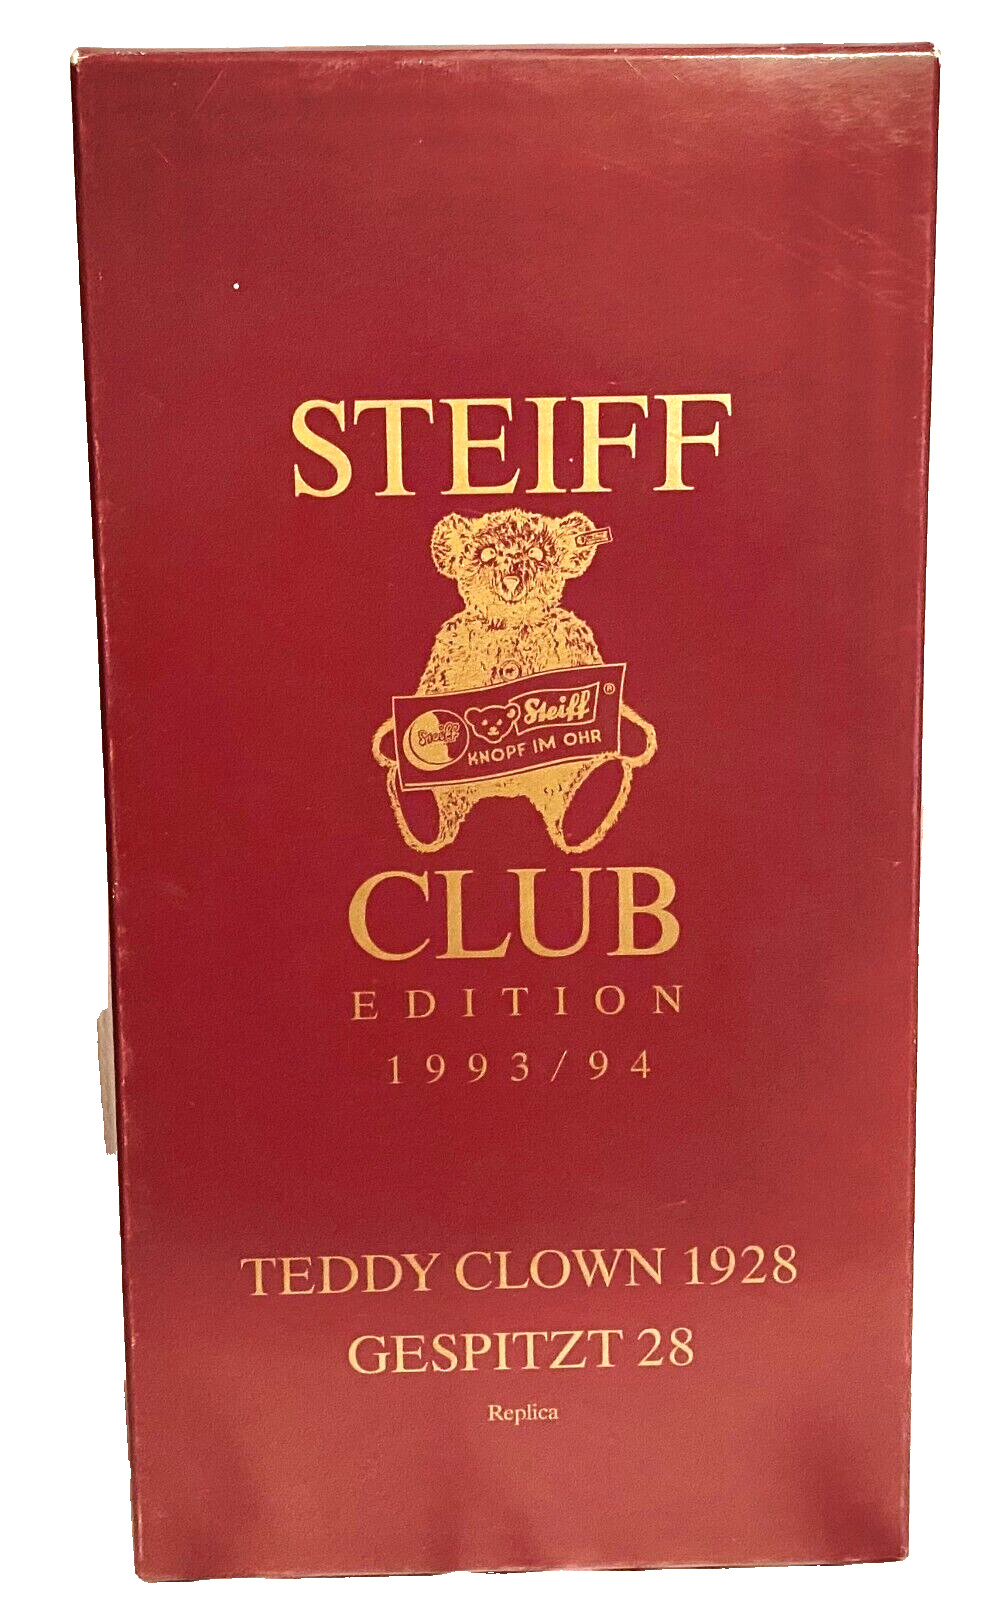 STEIFF
Steiff
Steiff ®
KNOPF IM OHR
CLUB
EDITION
1993/94
TEDDY CLOWN 1928
GESPITZT 28
Replica